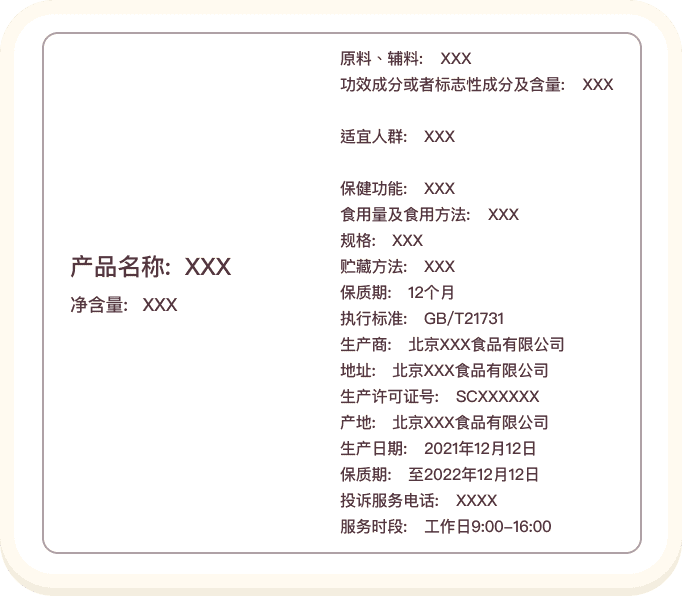 产品名称: XXX
净含量: XXX
原料、辅料: XXX
功效成分或者标志性成分及含量: XXX
适宜人群: XXX
保健功能: XXX
食用量及食用方法: XXX
规格: XXX
贮藏方法: XXX
保质期: 12个月
执行标准: GB/T21731
生产商: 北京XXX食品有限公司
地址: 北京XXX食品有限公司
生产许可证号: SCXXXXXX
产地: 北京XXX食品有限公司
生产日期: 2021年12月12日
保质期: 至2022年12月12日
投诉服务电话: XXXX
服务时段: 工作日9:00–16:00